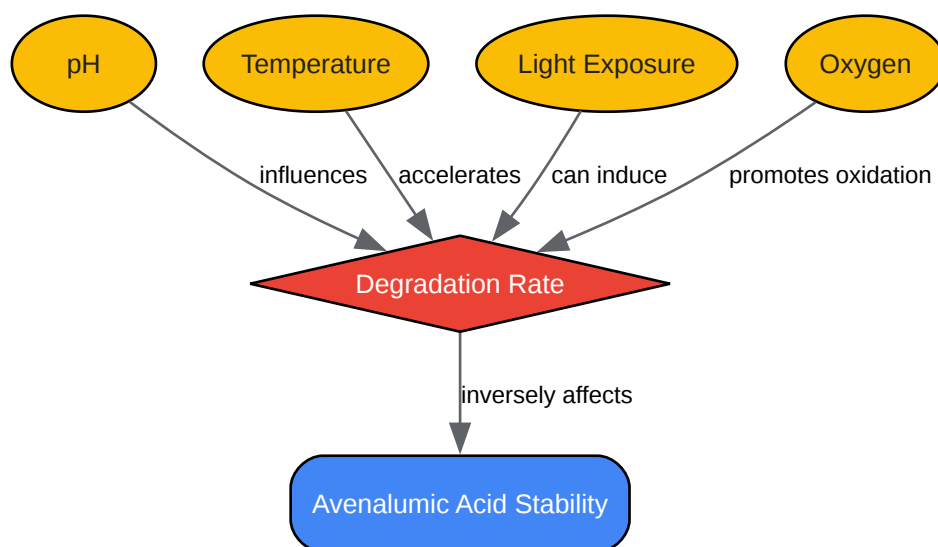 pH
Temperature
Light Exposure
Oxygen
influences
accelerates
can induce
promotes oxidation
Degradation Rate
inversely affects
Avenalumic Acid Stability